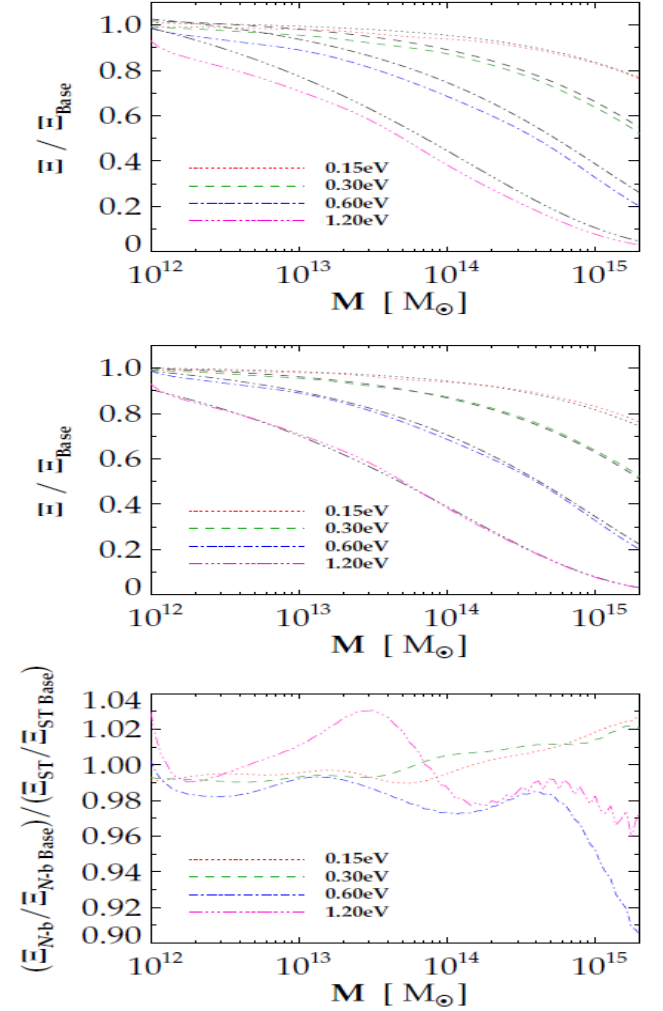 1.0
0.8
0.6
0.4
0.2
0
Ξ / Ξ_Base
0.15eV
0.30eV
0.60eV
1.20eV
10^12 10^13 10^14 10^15
M [ M_⊙ ]
1.0
0.8
0.6
0.4
0.2
0
Ξ / Ξ_Base
0.15eV
0.30eV
0.60eV
1.20eV
10^12 10^13 10^14 10^15
M [ M_⊙ ]
1.04
1.02
1.00
0.98
0.96
0.94
0.92
0.90
(Ξ_N-b/Ξ_N-b Base)/(Ξ_ST/Ξ_ST Base)
0.15eV
0.30eV
0.60eV
1.20eV
10^12 10^13 10^14 10^15
M [ M_⊙ ]